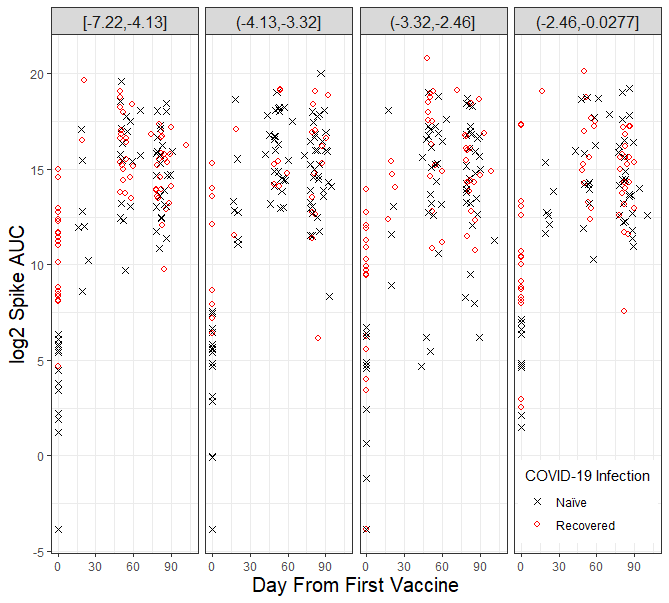 [-7.22,-4.13] (-4.13,-3.32] (-3.32,-2.46] (-2.46,-0.0277]
log2 Spike AUC
20
15
10
5
0
-5
0 30 60 90 0 30 60 90 0 30 60 90 0 30 60 90
Day From First Vaccine
COVID-19 Infection
Naïve
Recovered